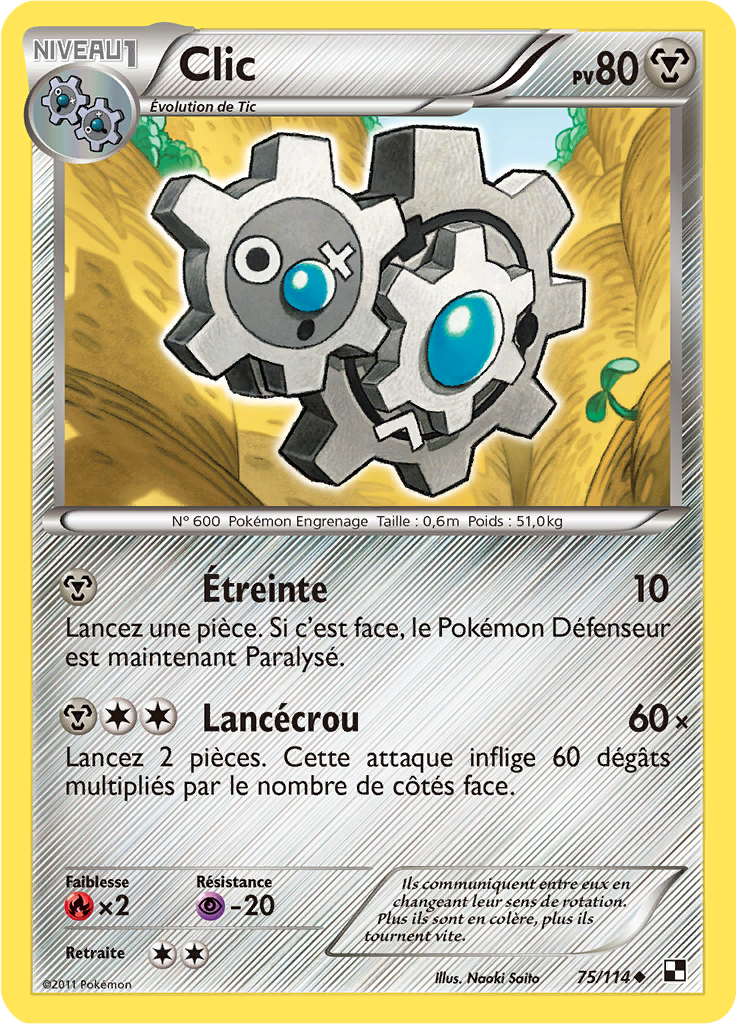 NIVEAU 1
Clic
PV 80
Évolution de Tic
N° 600 Pokémon Engrenage Taille : 0,6m Poids : 51,0kg
Étreinte 10
Lancez une pièce. Si c'est face, le Pokémon Défenseur
est maintenant Paralysé.
Lancécrou 60×
Lancez 2 pièces. Cette attaque inflige 60 dégâts
multipliés par le nombre de côtés face.
Faiblesse
×2
Résistance
-20
Retraite
Ils communiquent entre eux en
changeant leur sens de rotation.
Plus ils sont en colère, plus ils
tournent vite.
©2011 Pokémon
Illus. Naoki Saito
75/114